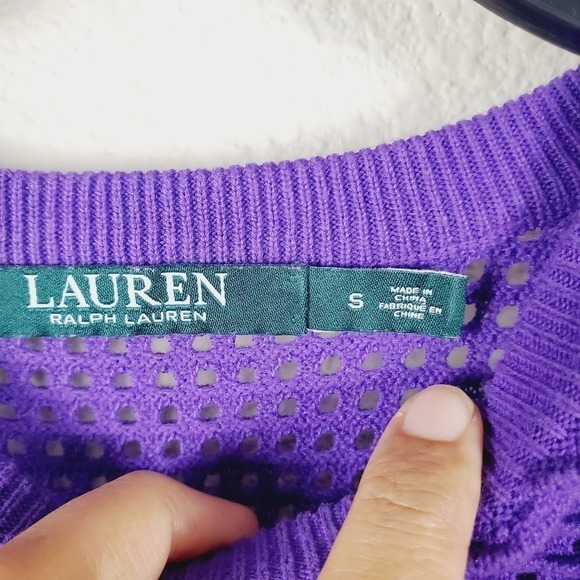 LAUREN
RALPH LAUREN
S
MADE IN
CHINA
FABRIQUÉ EN
CHINE